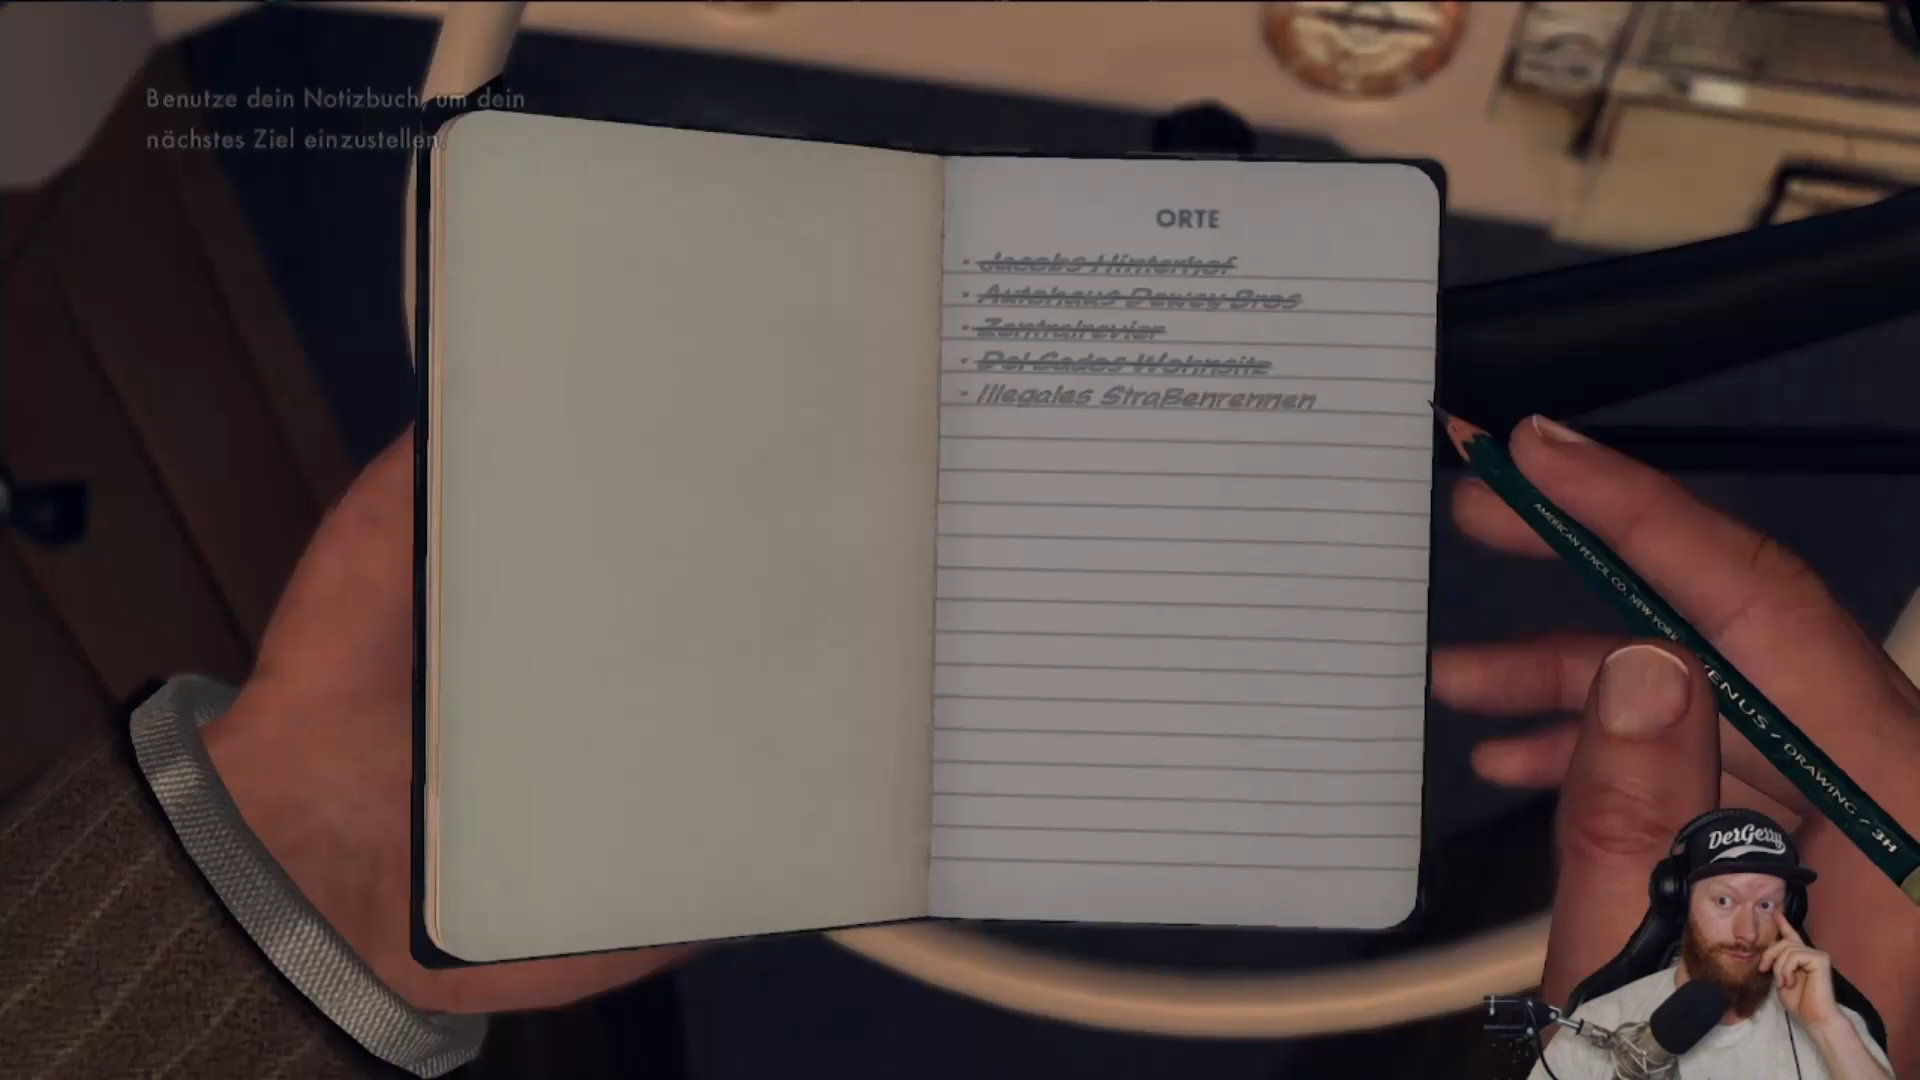 Benutze dein Notizbuch, um dein
nächstes Ziel einzustellen.
ORTE
- Jacobs Hinterhof
- Autohaus Dewey Bros
- Zentralrevier
- Del Gados Wohnsitz
- Illegales Straßenrennen
AMERICAN PENCIL CO. NEW YORK
VENUS / DRAWING / 3H
DerGerry